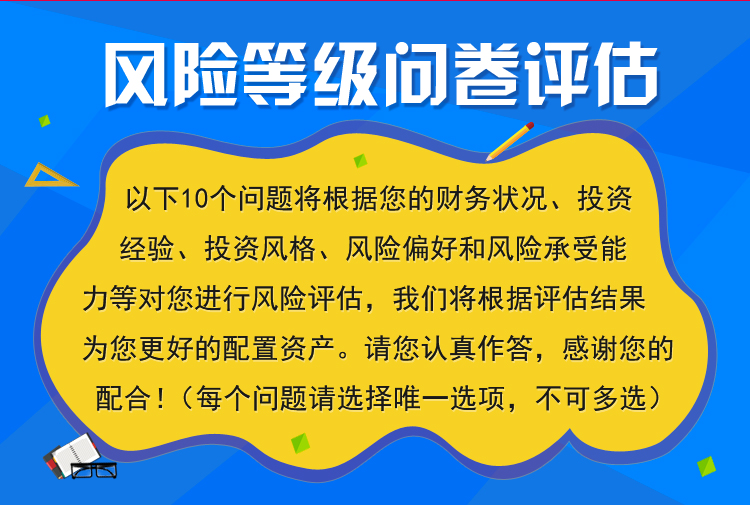 风险等级问卷评估
以下10个问题将根据您的财务状况、投资
经验、投资风格、风险偏好和风险承受能
力等对您进行风险评估，我们将根据评估结果
为您更好的配置资产。请您认真作答，感谢您的
配合！（每个问题请选择唯一选项，不可多选）